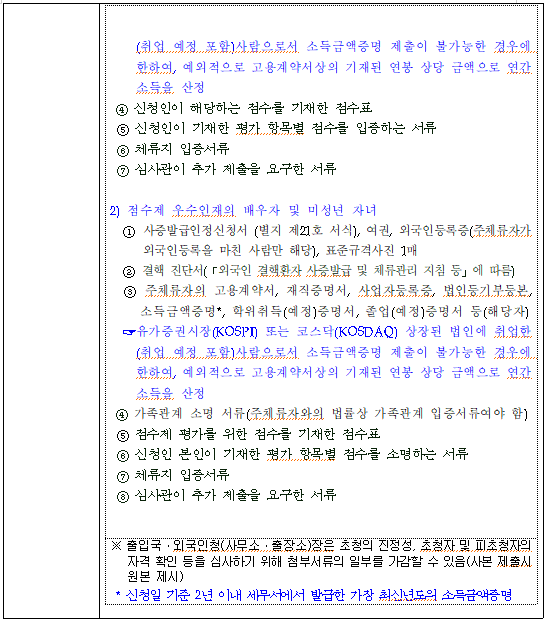 (취업 예정 포함)사람으로서 소득금액증명 제출이 불가능한 경우에
한하여, 예외적으로 고용계약서상의 기재된 연봉 상당 금액으로 연간
소득을 산정
④ 신청인이 해당하는 점수를 기재한 점수표
⑤ 신청인이 기재한 평가 항목별 점수를 입증하는 서류
⑥ 체류지 입증서류
⑦ 심사관이 추가 제출을 요구한 서류
2) 점수제 우수인재의 배우자 및 미성년 자녀
① 사증발급인정신청서 (별지 제21호 서식), 여권, 외국인등록증(주체류자가
외국인등록을 마친 사람만 해당), 표준규격사진 1매
② 결핵 진단서(「외국인 결핵환자 사증발급 및 체류관리 지침 등」에 따름)
③ 주체류자의 고용계약서, 재직증명서, 사업자등록증, 법인등기부등본,
소득금액증명*, 학위취득(예정)증명서, 졸업(예정)증명서 등(해당자)
☞유가증권시장(KOSPI) 또는 코스닥(KOSDAQ) 상장된 법인에 취업한
(취업 예정 포함)사람으로서 소득금액증명 제출이 불가능한 경우에
한하여, 예외적으로 고용계약서상의 기재된 연봉 상당 금액으로 연간
소득을 산정
④ 가족관계 소명 서류(주체류자와의 법률상 가족관계 입증서류여야 함)
⑤ 점수제 평가를 위한 점수를 기재한 점수표
⑥ 신청인 본인이 기재한 평가 항목별 점수를 소명하는 서류
⑦ 체류지 입증서류
⑧ 심사관이 추가 제출을 요구한 서류
※ 출입국·외국인청(사무소·출장소)장은 초청의 진정성, 초청자 및 피초청자의
자격 확인 등을 심사하기 위해 첨부서류의 일부를 가감할 수 있음(사본 제출시
원본 제시)
* 신청일 기준 2년 이내 세무서에서 발급한 가장 최신년도의 소득금액증명